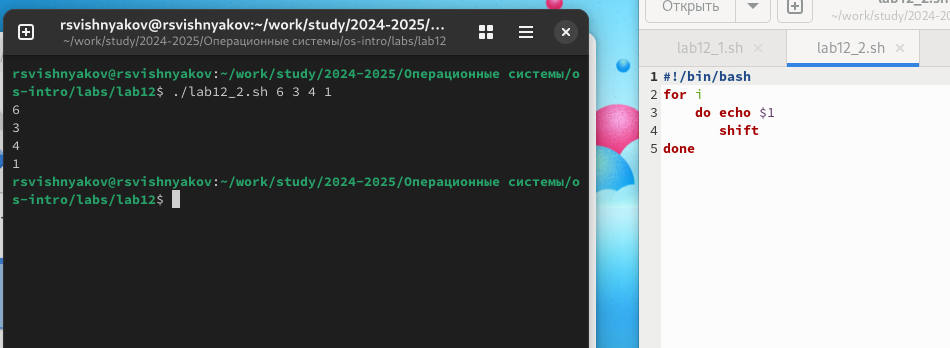 rsvishnyakov@rsvishnyakov:~/work/study/2024-2025/...
~/work/study/2024-2025/Операционные системы/os-intro/labs/lab12
rsvishnyakov@rsvishnyakov:~/work/study/2024-2025/Операционные системы/o
s-intro/labs/lab12$ ./lab12_2.sh 6 3 4 1
6
3
4
1
rsvishnyakov@rsvishnyakov:~/work/study/2024-2025/Операционные системы/o
s-intro/labs/lab12$
Открыть
lab12_2.sh
~/work/study/2024
lab12_1.sh
lab12_2.sh
1 #!/bin/bash
2 for i
3 do echo $1
4 shift
5 done